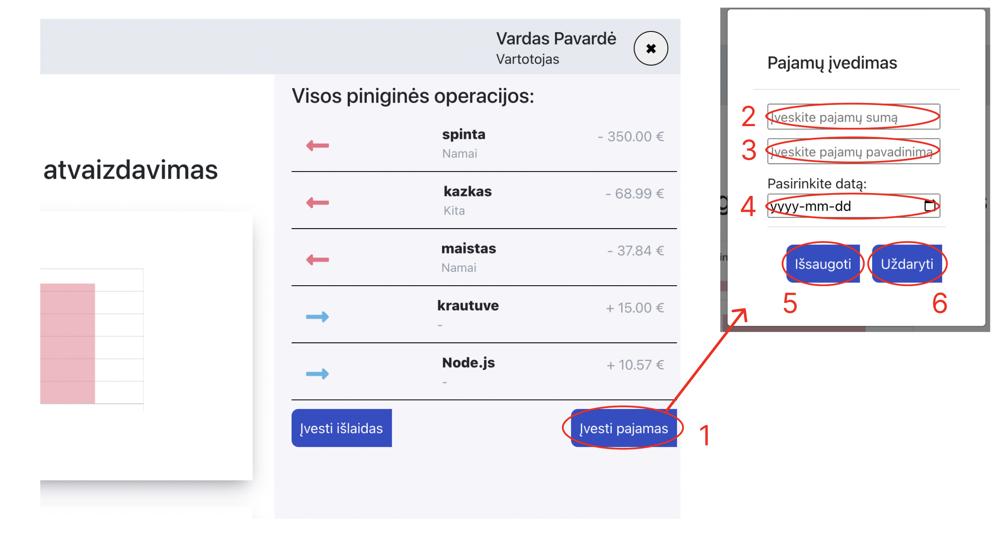 Vardas Pavardė
Vartotojas
✖
Visos piniginės operacijos:
atvaizdavimas
spinta
- 350.00 €
Namai
kazkas
- 68.99 €
Kita
maistas
- 37.84 €
Namai
krautuve
+ 15.00 €
-
Node.js
+ 10.57 €
-
Įvesti išlaidas
Įvesti pajamas
1
Pajamų įvedimas
2
Įveskite pajamų sumą
3
Įveskite pajamų pavadinimą
Pasirinkite datą:
4
yyyy-mm-dd
Išsaugoti
Uždaryti
5
6